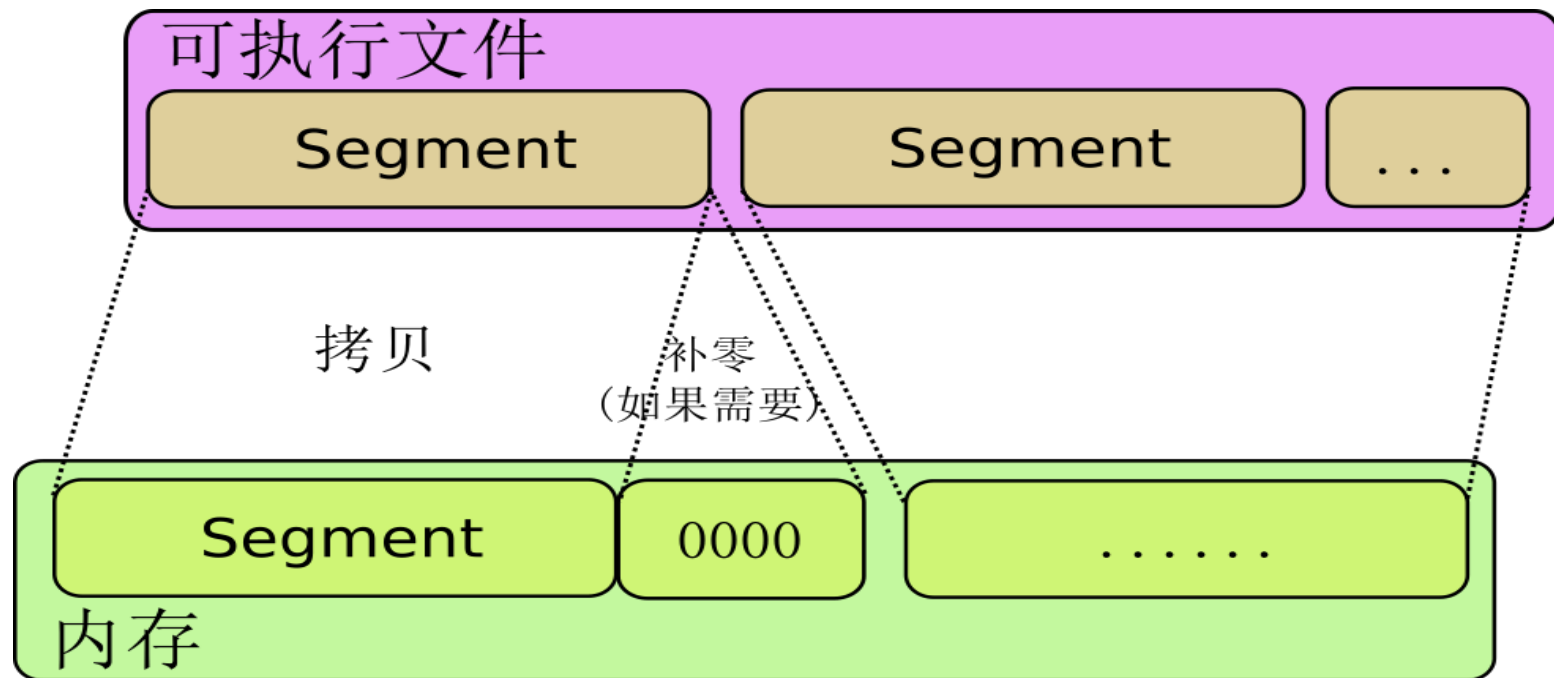 可执行文件
Segment
Segment
...
拷贝
补零
(如果需要)
Segment
0000
......
内存